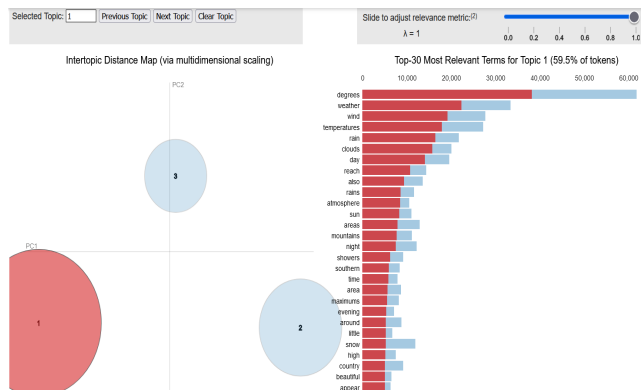 Selected Topic: 1 Previous Topic Next Topic Clear Topic
Slide to adjust relevance metric:(2)
λ = 1
0.0 0.2 0.4 0.6 0.8 1.0
Intertopic Distance Map (via multidimensional scaling)
PC2
PC1
3
1
2
Top-30 Most Relevant Terms for Topic 1 (59.5% of tokens)
0 10,000 20,000 30,000 40,000 50,000 60,000
degrees
weather
wind
temperatures
rain
clouds
day
reach
also
rains
atmosphere
sun
areas
mountains
night
showers
southern
time
area
maximums
evening
around
little
snow
high
country
beautiful
appear